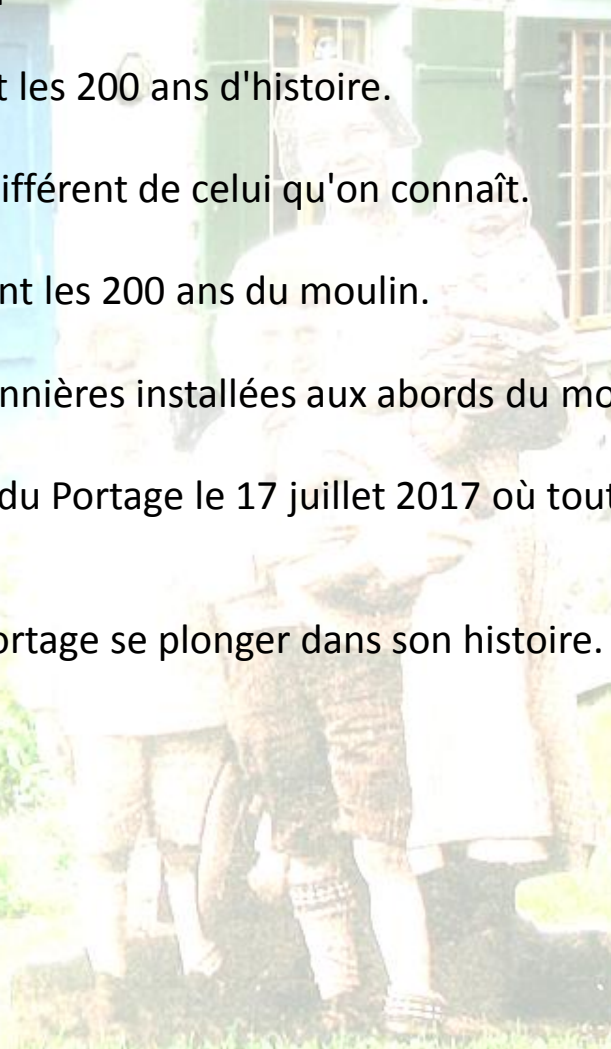 t les 200 ans d'histoire.
ifférent de celui qu'on connaît.
nt les 200 ans du moulin.
nnières installées aux abords du mo
du Portage le 17 juillet 2017 où tout
ortage se plonger dans son histoire.